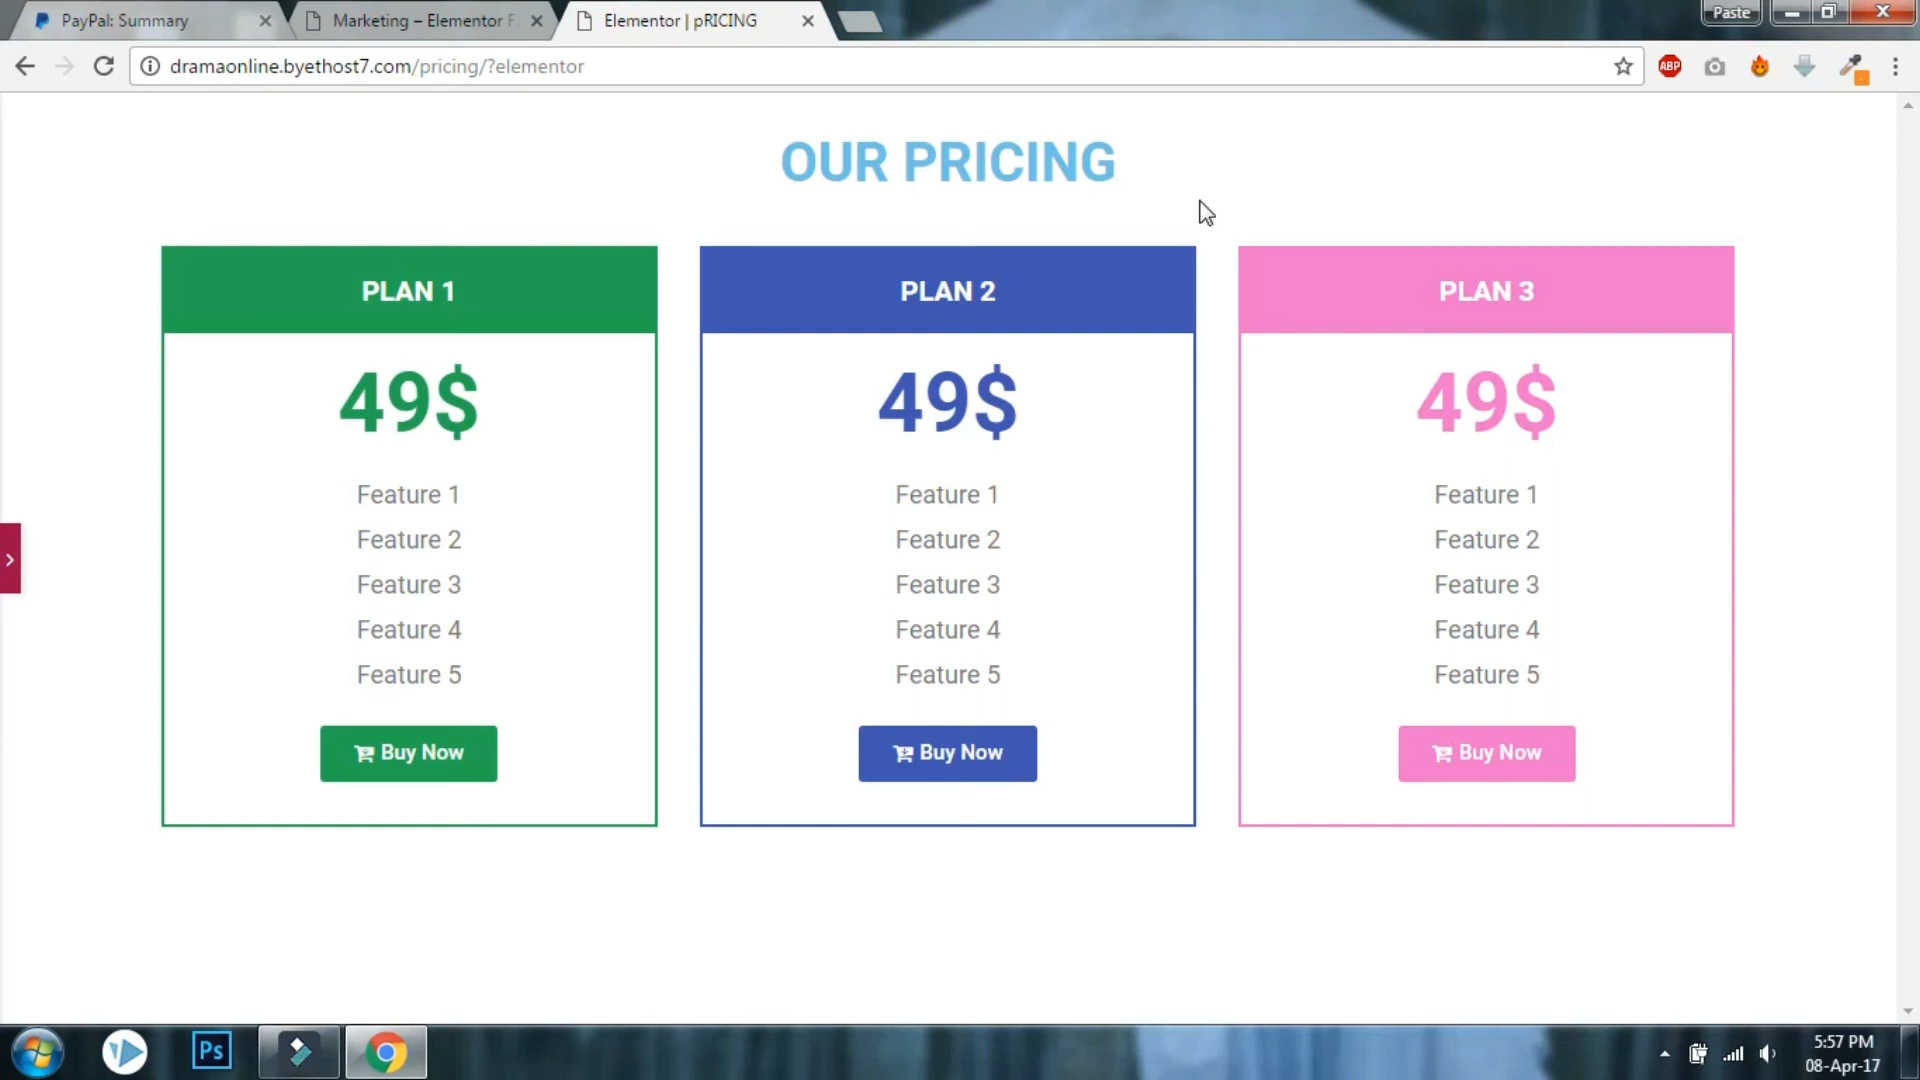 PayPal: Summary
Marketing – Elementor F
Elementor | pRICING
Paste
dramaonline.byethost7.com/pricing/?elementor
ABP
OUR PRICING
PLAN 1
49$
Feature 1
Feature 2
Feature 3
Feature 4
Feature 5
Buy Now
PLAN 2
49$
Feature 1
Feature 2
Feature 3
Feature 4
Feature 5
Buy Now
PLAN 3
49$
Feature 1
Feature 2
Feature 3
Feature 4
Feature 5
Buy Now
Ps
5:57 PM
08-Apr-17